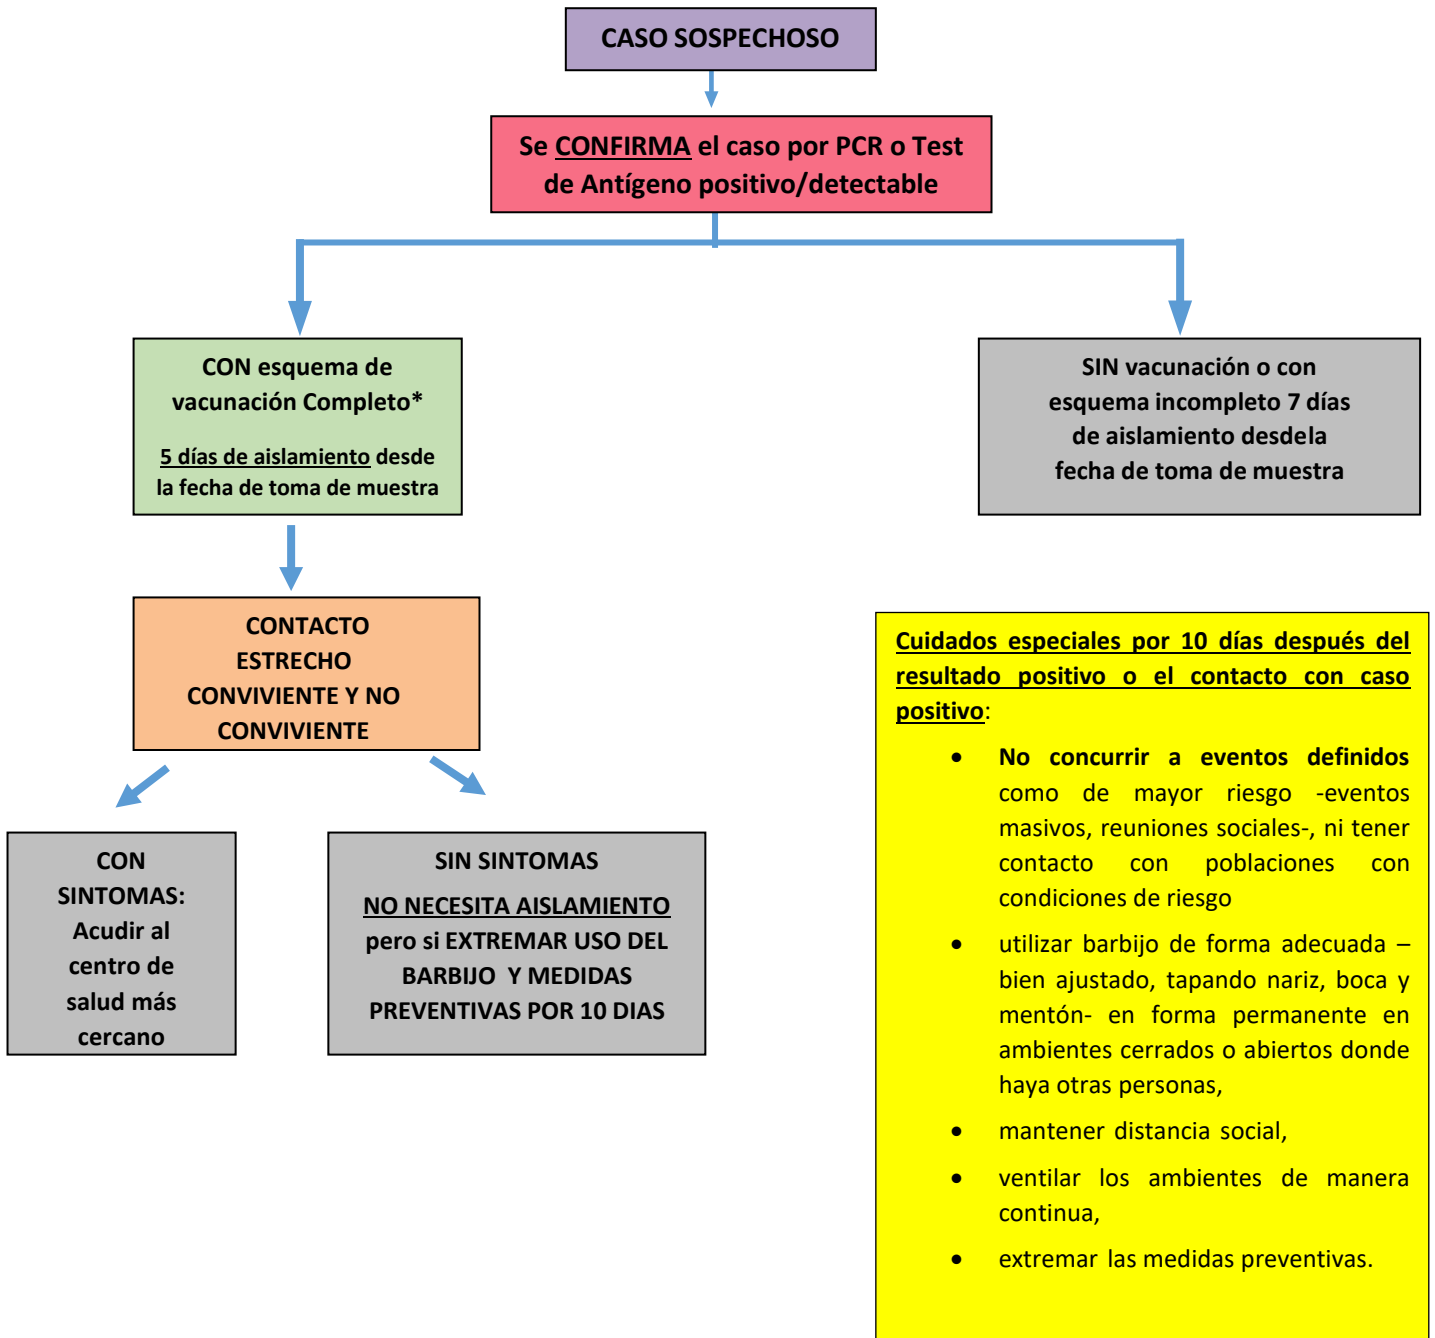 CASO SOSPECHOSO
Se CONFIRMA el caso por PCR o Test
de Antígeno positivo/detectable
CON esquema de
vacunación Completo*
5 días de aislamiento desde
la fecha de toma de muestra
SIN vacunación o con
esquema incompleto 7 días
de aislamiento desdela
fecha de toma de muestra
CONTACTO
ESTRECHO
CONVIVIENTE Y NO
CONVIVIENTE
CON
SINTOMAS:
Acudir al
centro de
salud más
cercano
SIN SINTOMAS
NO NECESITA AISLAMIENTO
pero si EXTREMAR USO DEL
BARBIJO Y MEDIDAS
PREVENTIVAS POR 10 DIAS
Cuidados especiales por 10 días después del
resultado positivo o el contacto con caso
positivo:
• No concurrir a eventos definidos
como de mayor riesgo -eventos
masivos, reuniones sociales-, ni tener
contacto con poblaciones con
condiciones de riesgo
• utilizar barbijo de forma adecuada –
bien ajustado, tapando nariz, boca y
mentón- en forma permanente en
ambientes cerrados o abiertos donde
haya otras personas,
• mantener distancia social,
• ventilar los ambientes de manera
continua,
• extremar las medidas preventivas.